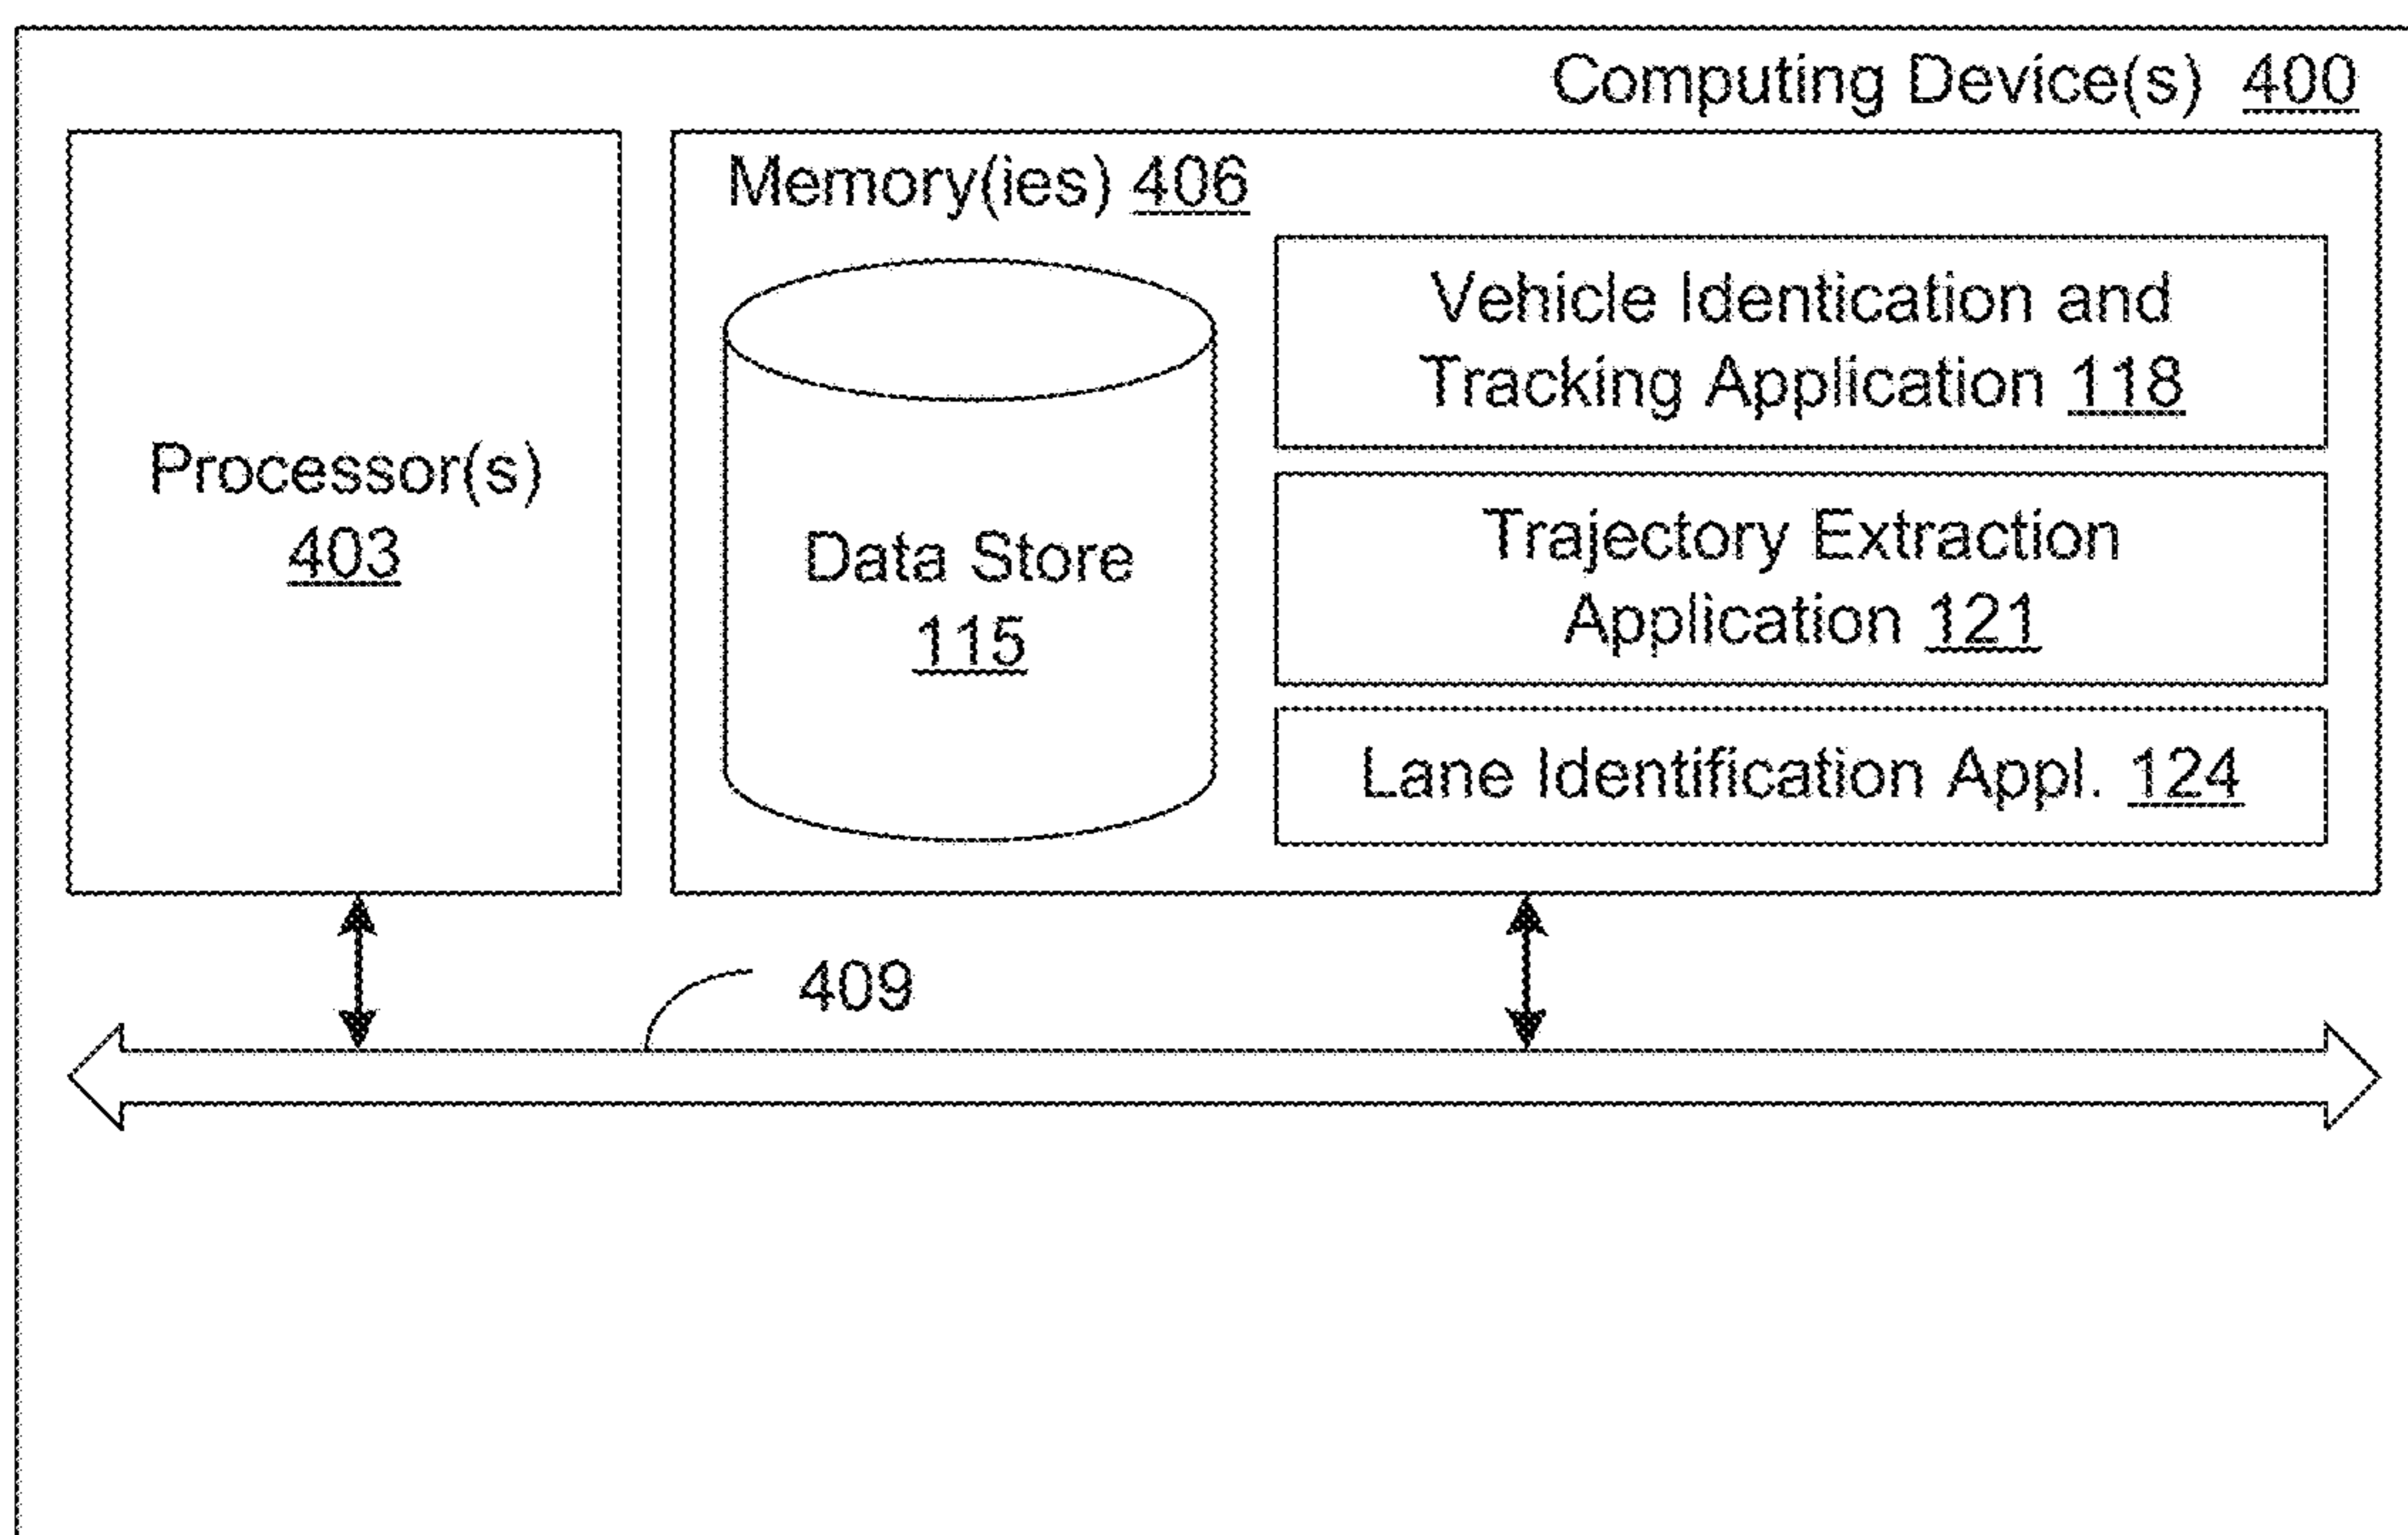 Computing Device(s) 400
Processor(s)
403
Memory(ies) 406
Data Store
115
Vehicle Identication and
Tracking Application 118
Trajectory Extraction
Application 121
Lane Identification Appl. 124
409